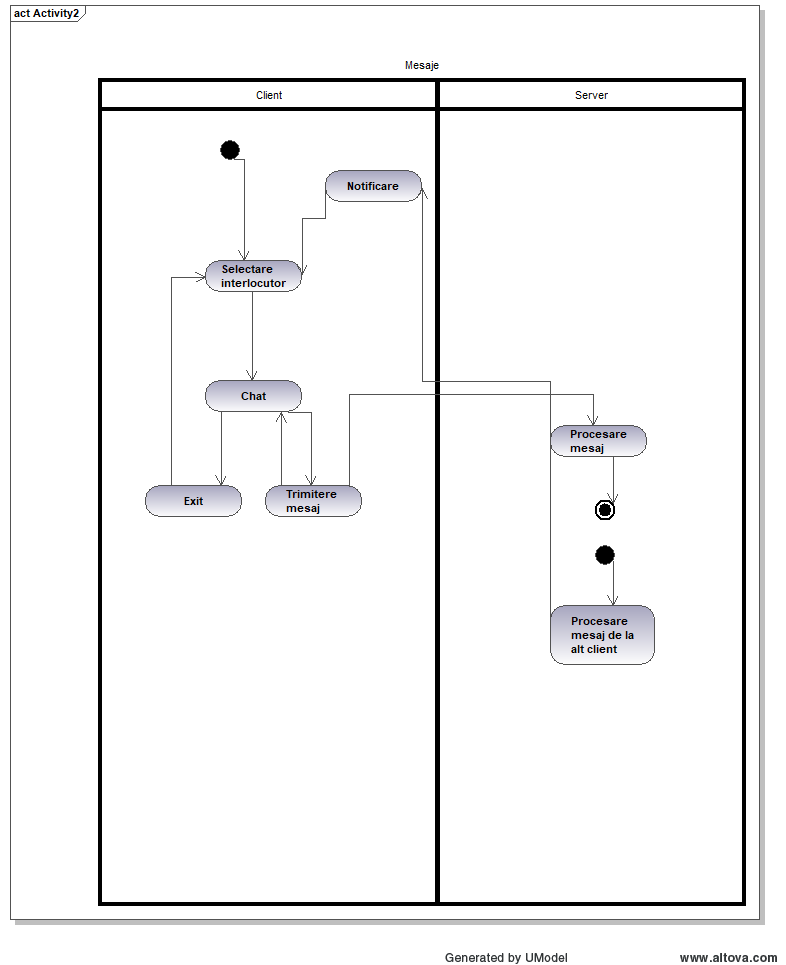 act Activity2
Mesaje
Client
Server
Notificare
Selectare
interlocutor
Chat
Procesare
mesaj
Exit
Trimitere
mesaj
Procesare
mesaj de la
alt client
Generated by UModel
www.altova.com